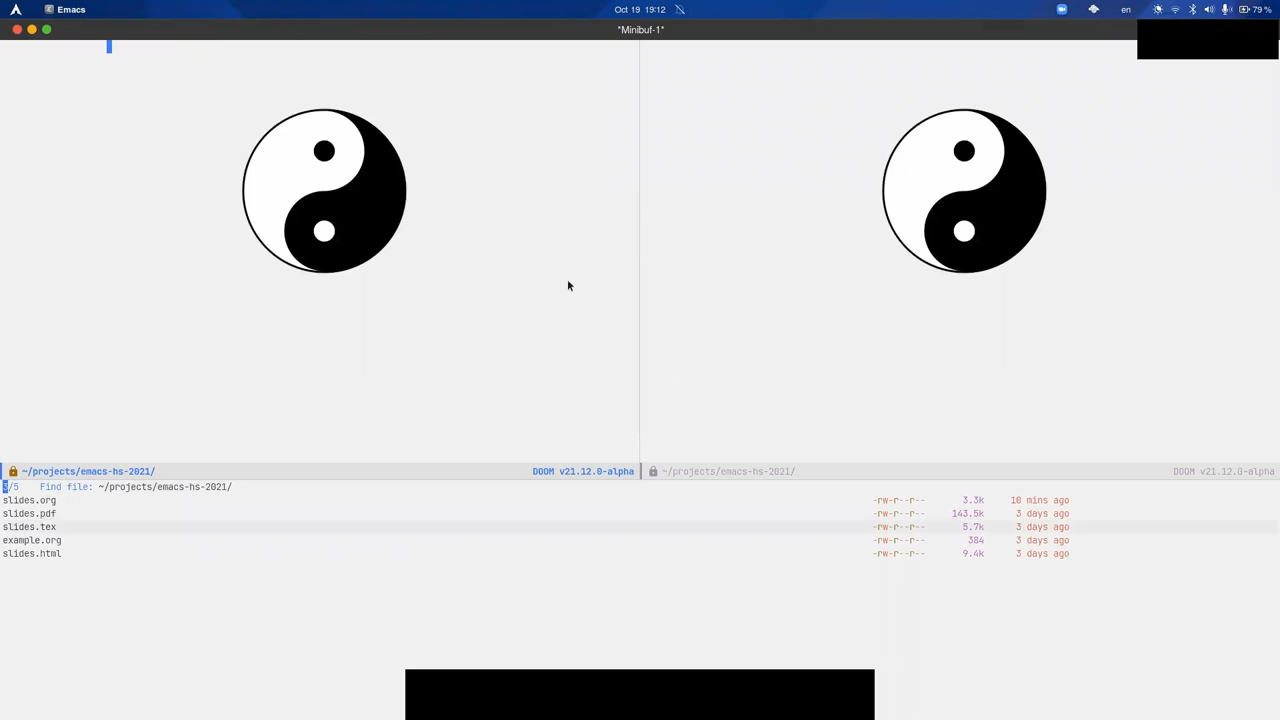 Emacs
Oct 19 19:12
en
79 %
*Minibuf-1*
~/projects/emacs-hs-2021/ DOOM v21.12.0-alpha
~/projects/emacs-hs-2021/ DOOM v21.12.0-alpha
3/5 Find file: ~/projects/emacs-hs-2021/
slides.org -rw-r--r-- 3.3k 10 mins ago
slides.pdf -rw-r--r-- 143.5k 3 days ago
slides.tex -rw-r--r-- 5.7k 3 days ago
example.org -rw-r--r-- 384 3 days ago
slides.html -rw-r--r-- 9.4k 3 days ago